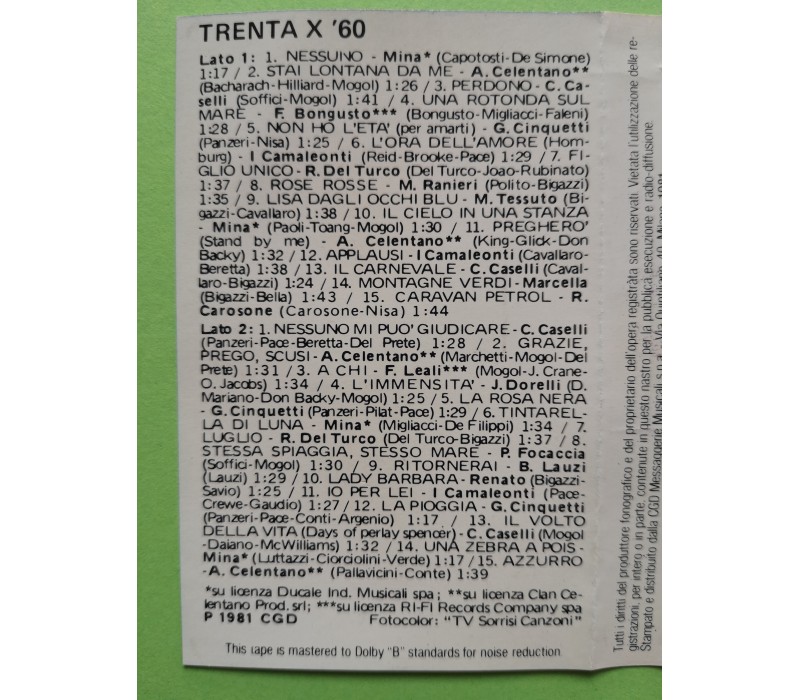 TRENTA X '60
Lato 1: 1. NESSUNO - Mina* (Capotosti-De Simone)
1:17 / 2. STAI LONTANA DA ME - A. Celentano**
(Bacharach-Hilliard-Mogol) 1:26 / 3. PERDONO - C. Ca-
selli (Soffici-Mogol) 1:41 / 4. UNA ROTONDA SUL
MARE - F. Bongusto*** (Bongusto-Migliacci-Faleni)
1:28 / 5. NON HO L'ETA' (per amarti) - G. Cinquetti
(Panzeri-Nisa) 1:25 / 6. L'ORA DELL'AMORE (Hom-
burg) - I Camaleonti (Reid-Brooke-Pace) 1:29 / 7. FI-
GLIO UNICO - R. Del Turco (Del Turco-Joao-Rubinato)
1:37 / 8. ROSE ROSSE - M. Ranieri (Polito-Bigazzi)
1:35 / 9. LISA DAGLI OCCHI BLU - M. Tessuto (Bi-
gazzi-Cavallaro) 1:38 / 10. IL CIELO IN UNA STANZA
- Mina* (Paoli-Toang-Mogol) 1:30 / 11. PREGHERO'
(Stand by me) - A. Celentano** (King-Glick-Don
Backy) 1:32 / 12. APPLAUSI - I Camaleonti (Cavallaro-
Beretta) 1:38 / 13. IL CARNEVALE - C. Caselli (Caval-
laro-Bigazzi) 1:24 / 14. MONTAGNE VERDI - Marcella
(Bigazzi-Bella) 1:43 / 15. CARAVAN PETROL - R.
Carosone (Carosone-Nisa) 1:44
Lato 2: 1. NESSUNO MI PUO' GIUDICARE - C. Caselli
(Panzeri-Pace-Beretta-Del Prete) 1:28 / 2. GRAZIE,
PREGO, SCUSI - A. Celentano** (Marchetti-Mogol-Del
Prete) 1:31 / 3. A CHI - F. Leali*** (Mogol-J. Crane-
O. Jacobs) 1:34 / 4. L'IMMENSITA' - J. Dorelli (D.
Mariano-Don Backy-Mogol) 1:25 / 5. LA ROSA NERA
- G. Cinquetti (Panzeri-Pilat-Pace) 1:29 / 6. TINTAREL-
LA DI LUNA - Mina* (Migliacci-De Filippi) 1:34 / 7.
LUGLIO - R. Del Turco (Del Turco-Bigazzi) 1:37 / 8.
STESSA SPIAGGIA, STESSO MARE - P. Focaccia
(Soffici-Mogol) 1:30 / 9. RITORNERAI - B. Lauzi
(Lauzi) 1:29 / 10. LADY BARBARA - Renato (Bigazzi-
Savio) 1:25 / 11. IO PER LEI - I Camaleonti (Pace-
Crewe-Gaudio) 1:27 / 12. LA PIOGGIA - G. Cinquetti
(Panzeri-Pace-Conti-Argenio) 1:17 / 13. IL VOLTO
DELLA VITA (Days of perlay spencer) - C. Caselli (Mogol
-Daiano-McWilliams) 1:32 / 14. UNA ZEBRA A POIS -
Mina* (Luttazzi-Ciorciolini-Verde) 1:17 / 15. AZZURRO
- A. Celentano** (Pallavicini-Conte) 1:39
*su licenza Ducale Ind. Musicali spa; **su licenza Clan Ce-
lentano Prod. srl; ***su licenza RI-FI Records Company spa
P 1981 CGD Fotocolor: "TV Sorrisi Canzoni"
This tape is mastered to Dolby "B" standards for noise reduction
Tutti i diritti del produttore fonografico e del proprietario dell'opera registrata sono riservati. Vietata l'utilizzazione delle re-
gistrazioni, per intero o in parte, contenute in questo nastro per la pubblica esecuzione e radio-diffusione.
Stampato e distribuito dalla CGD Messaggerie Musicali s.p.a. Via Milano 1981